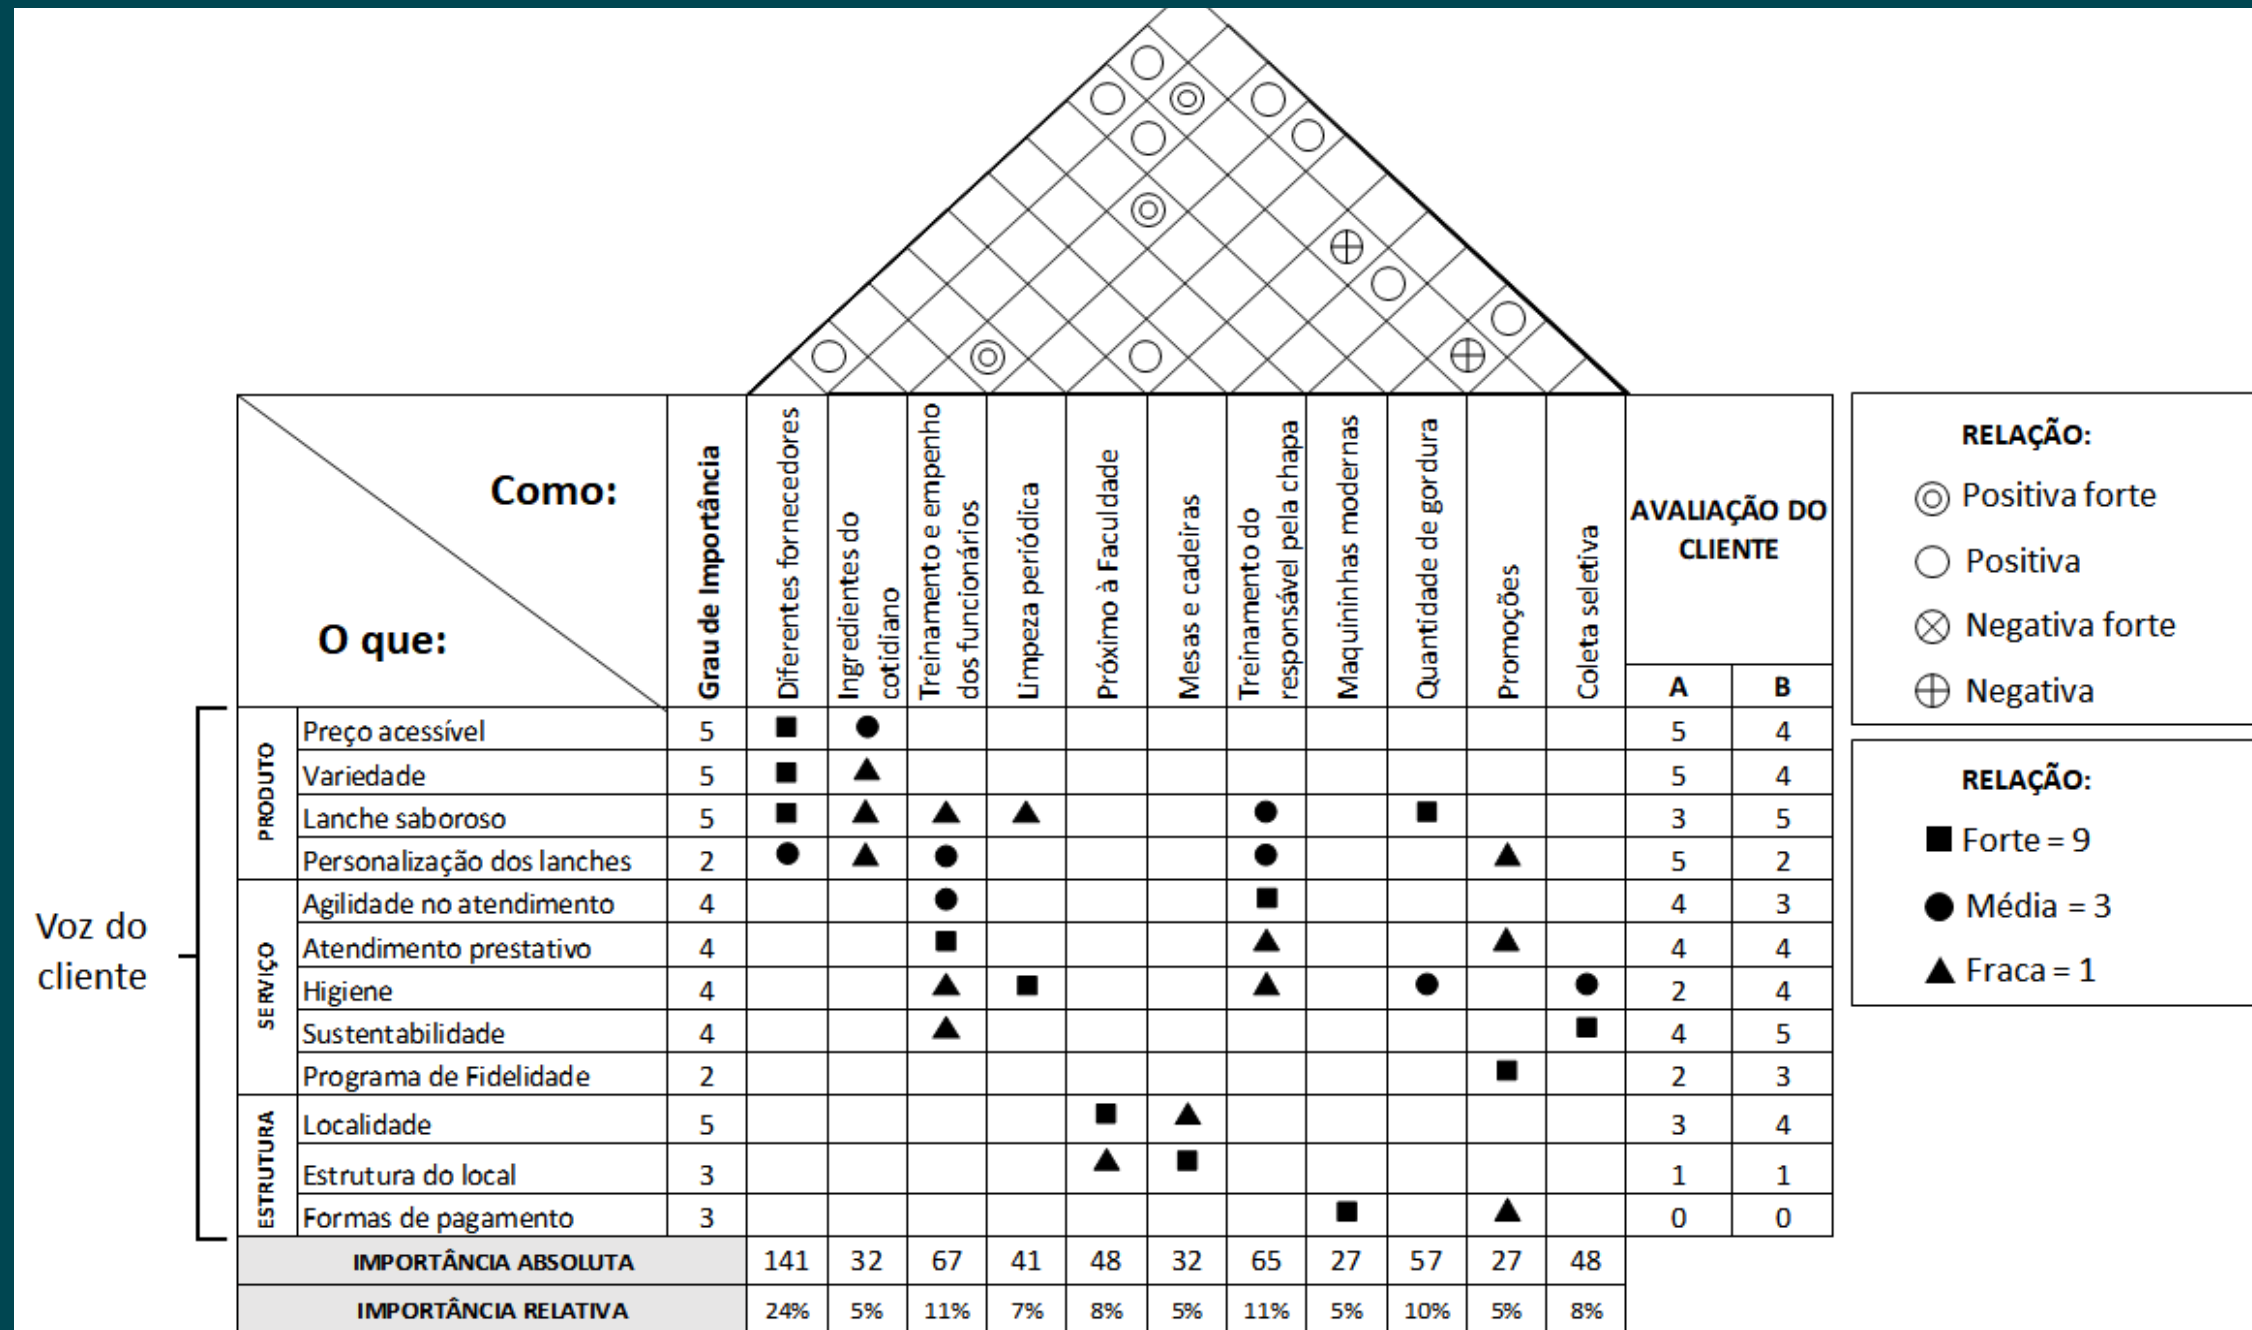 Como:
O que:
Grau de Importância
Diferentes fornecedores
Ingredientes do
cotidiano
Treinamento e empenho
dos funcionários
Limpeza periódica
Próximo à Faculdade
Mesas e cadeiras
Treinamento do
responsável pela chapa
Maquininhas modernas
Quantidade de gordura
Promoções
Coleta seletiva
AVALIAÇÃO DO
CLIENTE
A B
Voz do
cliente
PRODUTO
Preço acessível 5 5 4
Variedade 5 5 4
Lanche saboroso 5 3 5
Personalização dos lanches 2 5 2
SERVIÇO
Agilidade no atendimento 4 4 3
Atendimento prestativo 4 4 4
Higiene 4 2 4
Sustentabilidade 4 4 5
Programa de Fidelidade 2 2 3
ESTRUTURA
Localidade 5 3 4
Estrutura do local 3 1 1
Formas de pagamento 3 0 0
IMPORTÂNCIA ABSOLUTA 141 32 67 41 48 32 65 27 57 27 48
IMPORTÂNCIA RELATIVA 24% 5% 11% 7% 8% 5% 11% 5% 10% 5% 8%
RELAÇÃO:
Positiva forte
Positiva
Negativa forte
Negativa
RELAÇÃO:
Forte = 9
Média = 3
Fraca = 1